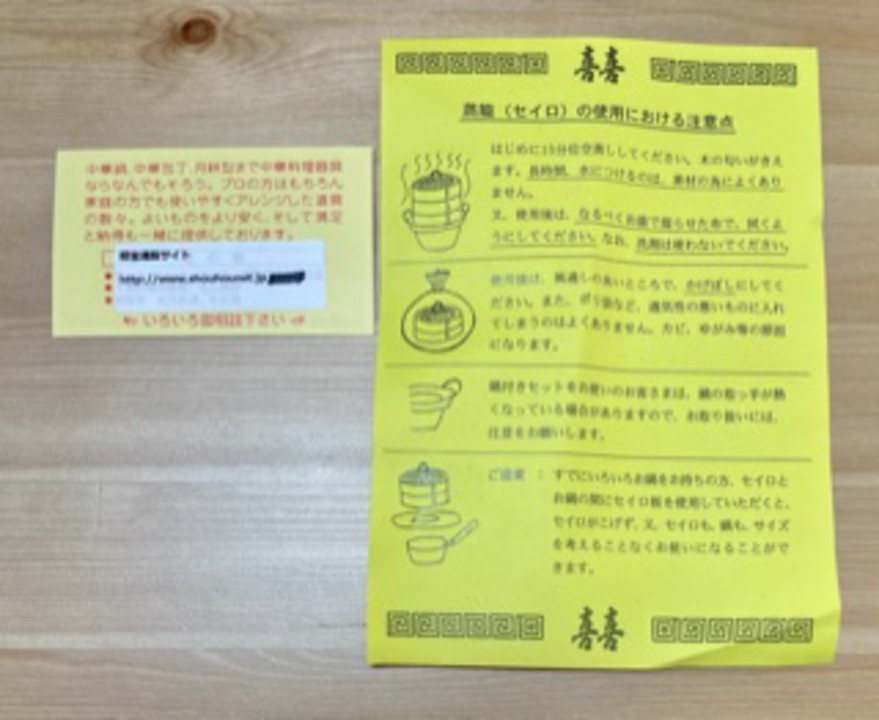 中華鍋、中華包丁、月餅型まで中華料理器具
ならなんでもそろう。プロの方はもちろん
家庭の方でも使いやすくアレンジした道具
の数々。よいものをより安く、そして満足
と納得も一緒に提供しております。
照宝通販サイト
http://www.shouhounet.jp
いろいろ御相談下さい
喜喜
蒸籠（セイロ）の使用における注意点
はじめに15分位空蒸ししてください。木の匂いがきえ
ます。長時間、水につけるのは、素材の為によくあり
ません。
又、使用後は、なるべくお湯で湿らせた布で、拭くよ
うにしてください。なお、洗剤は使わないでください。
使用後は、風通しの良いところで、かげぼしにしてく
ださい。また、ポリ袋など、通気性の悪いものに入れ
てしまうのはよくありません。カビ、ゆがみ等の原因
になります。
鍋付きセットをお使いのお客さまは、鍋の取っ手が熱
くなっている場合がありますので、お取り扱いには、
注意をお願いします。
ご提案 ： すでにいろいろお鍋をお持ちの方、セイロと
お鍋の間にセイロ板を使用していただくと、
セイロがこげず、又、セイロも、鍋も、サイズ
を考えることなくお使いになることがで
きます。
喜喜